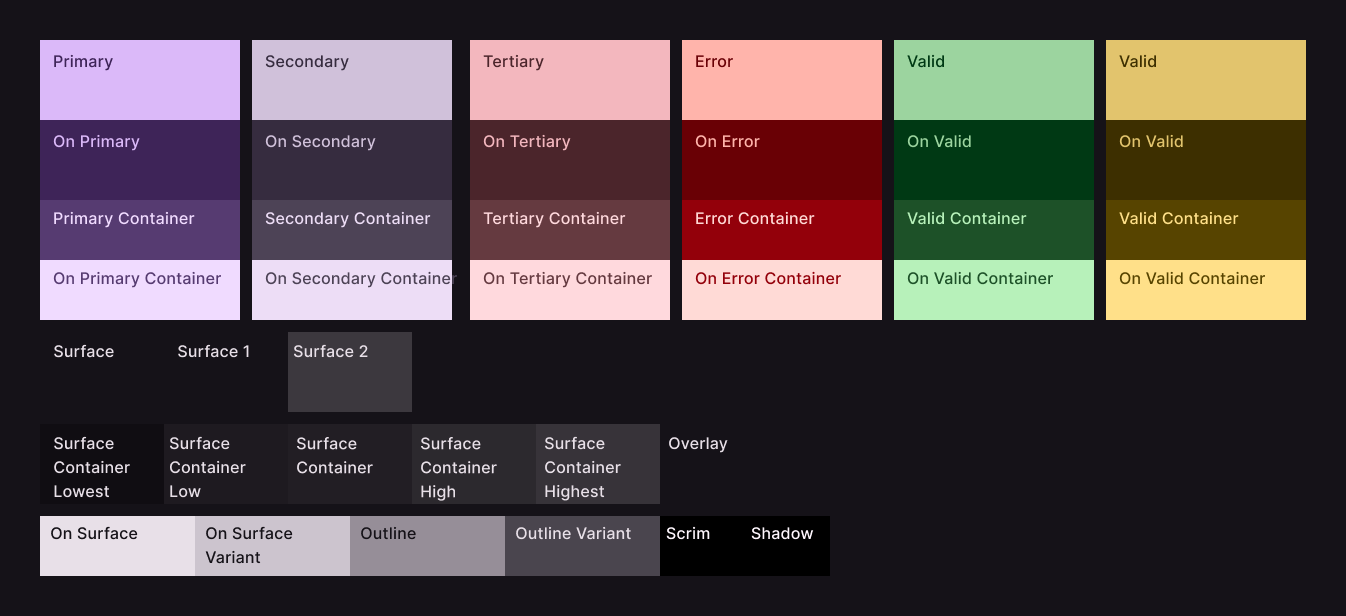 Primary
Secondary
Tertiary
Error
Valid
Valid
On Primary
On Secondary
On Tertiary
On Error
On Valid
On Valid
Primary Container
Secondary Container
Tertiary Container
Error Container
Valid Container
Valid Container
On Primary Container
On Secondary Container
On Tertiary Container
On Error Container
On Valid Container
On Valid Container
Surface
Surface 1
Surface 2
Surface
Container
Lowest
Surface
Container
Low
Surface
Container
Surface
Container
High
Surface
Container
Highest
Overlay
On Surface
On Surface
Variant
Outline
Outline Variant
Scrim
Shadow